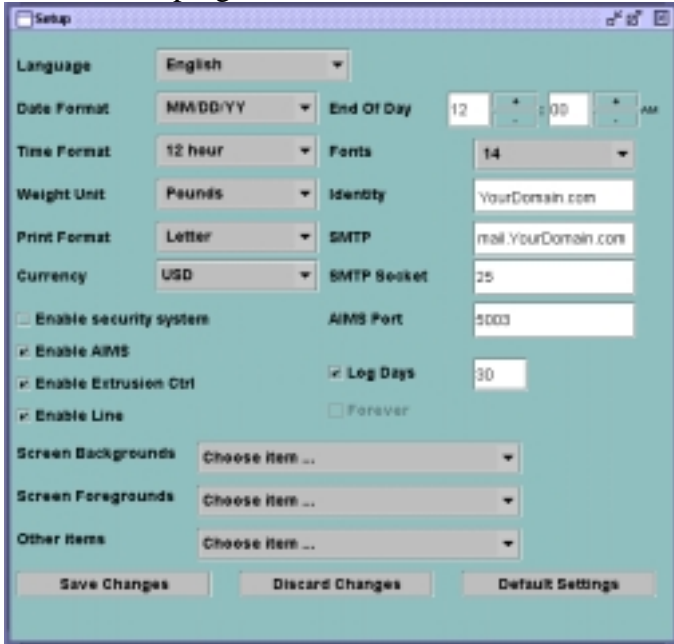 Setup
Language English
Date Format MM/DD/YY End Of Day 12 : 00 AM
Time Format 12 hour Fonts 14
Weight Unit Pounds Identity YourDomain.com
Print Format Letter SMTP mail.YourDomain.com
Currency USD SMTP Socket 25
Enable security system AIMS Port 5003
Enable AIMS
Enable Extrusion Ctrl Log Days 30
Enable Line Forever
Screen Backgrounds Choose item ...
Screen Foregrounds Choose item ...
Other items Choose item ...
Save Changes Discard Changes Default Settings